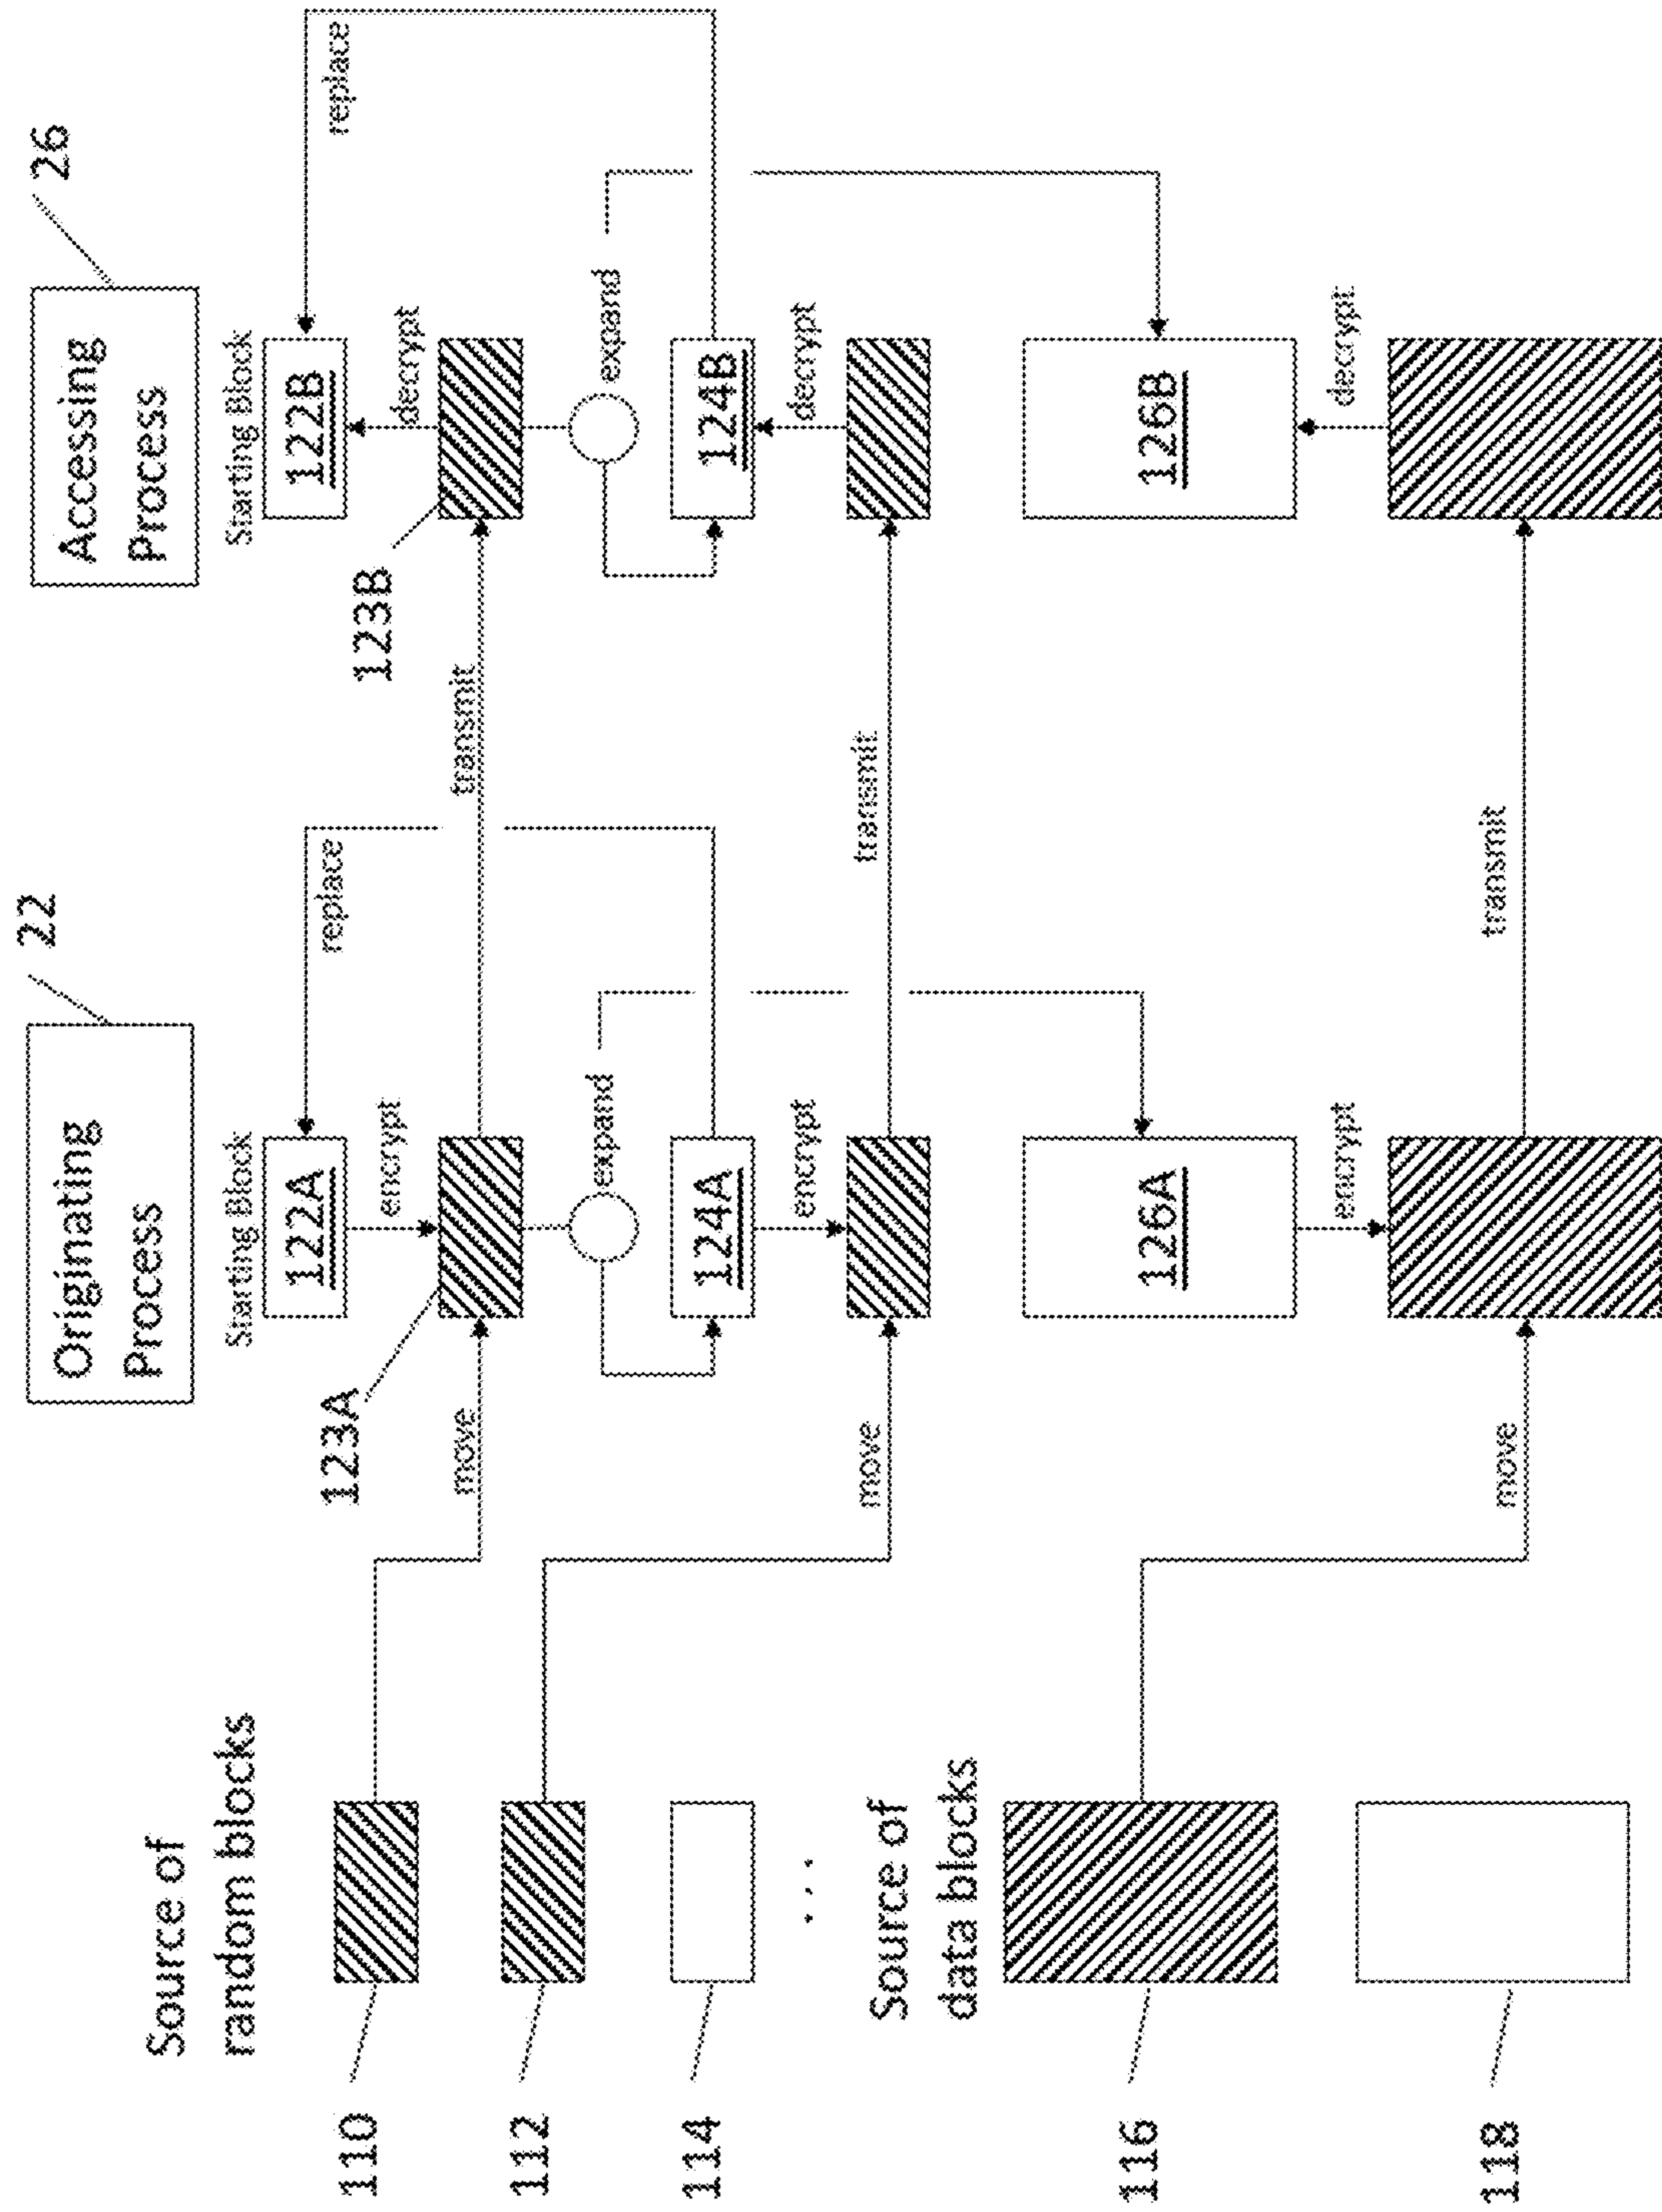 Originating
Process
22
Accessing
Process
26
Source of
random blocks
Starting Block
Starting Block
110
122A
replace
122B
replace
123A
encrypt
123B
decrypt
move
transmit
112
expand
expand
114
124A
124B
. . .
encrypt
decrypt
move
transmit
Source of
data blocks
116
126A
126B
encrypt
decrypt
118
move
transmit